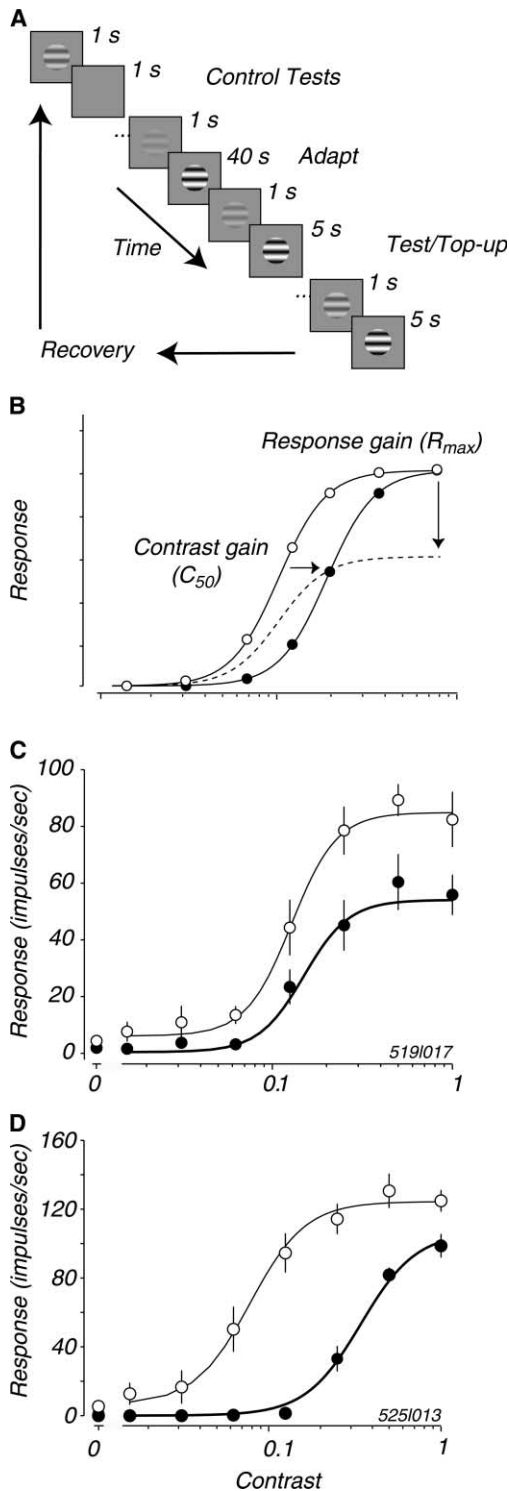 A
1 s
1 s
Control Tests
...
1 s
40 s
Adapt
1 s
5 s
Time
Test/Top-up
...
1 s
5 s
Recovery
B
Response
Response gain (Rmax)
Contrast gain
(C50)
C
Response (impulses/sec)
100
80
60
40
20
0
0
0.1
1
519l017
D
Response (impulses/sec)
160
120
80
40
0
0
0.1
1
525l013
Contrast